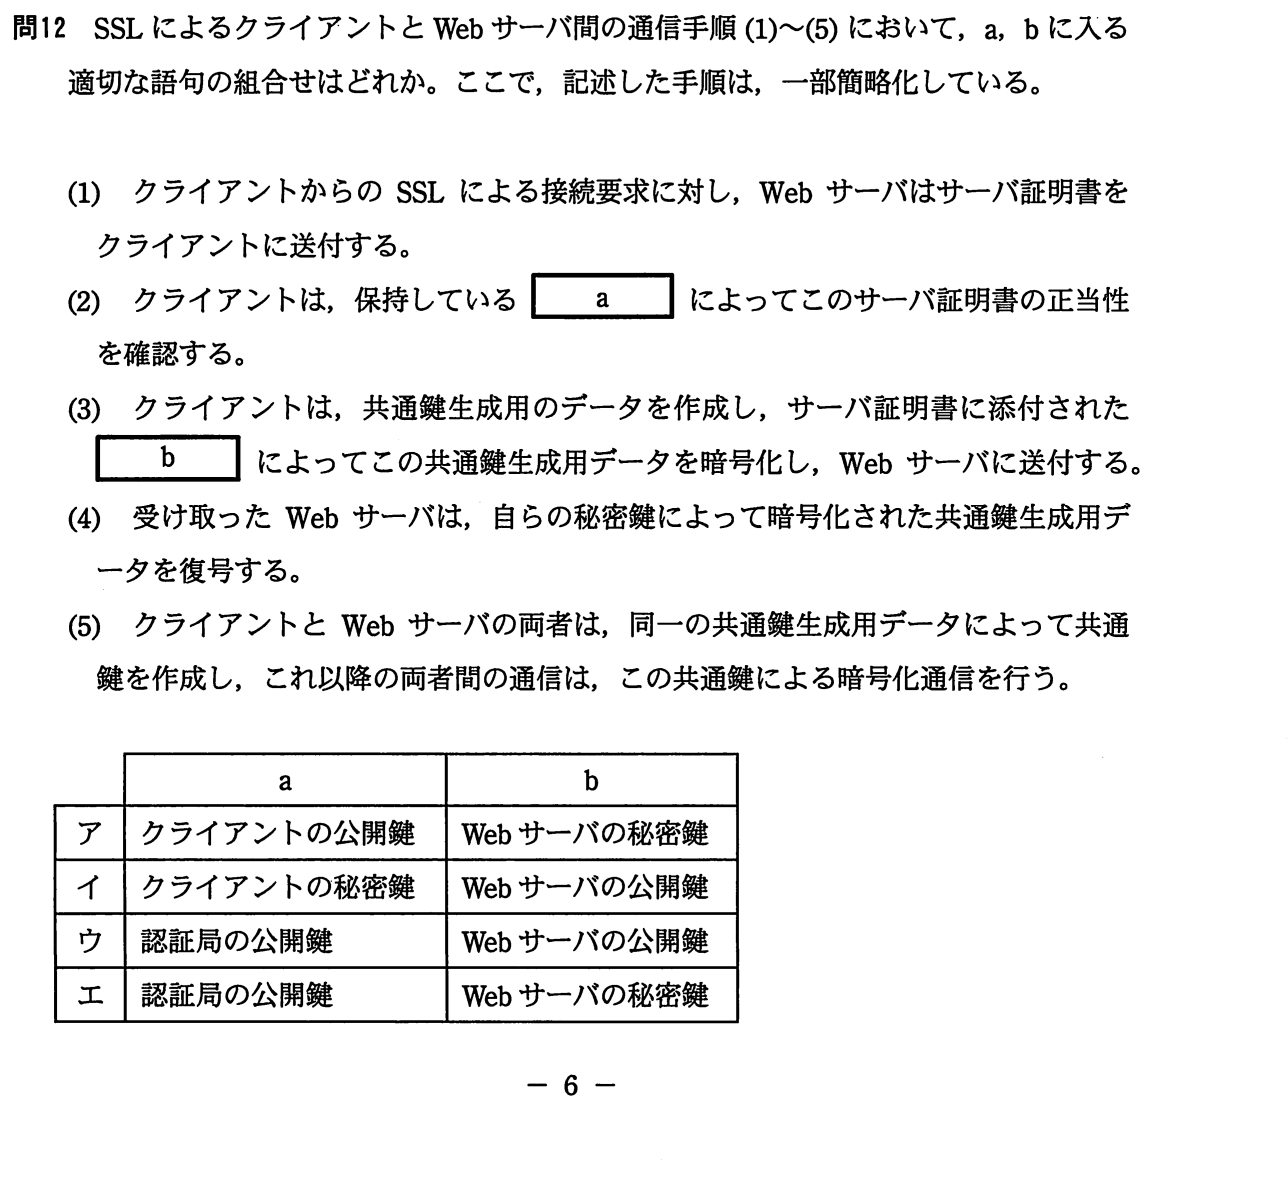 問12 SSLによるクライアントとWebサーバ間の通信手順(1)～(5)において，a，bに入る
適切な語句の組合せはどれか。ここで，記述した手順は，一部簡略化している。
(1) クライアントからの SSL による接続要求に対し，Web サーバはサーバ証明書を
クライアントに送付する。
(2) クライアントは，保持している a によってこのサーバ証明書の正当性
を確認する。
(3) クライアントは，共通鍵生成用のデータを作成し，サーバ証明書に添付された
b によってこの共通鍵生成用データを暗号化し，Web サーバに送付する。
(4) 受け取った Web サーバは，自らの秘密鍵によって暗号化された共通鍵生成用デ
ータを復号する。
(5) クライアントと Web サーバの両者は，同一の共通鍵生成用データによって共通
鍵を作成し，これ以降の両者間の通信は，この共通鍵による暗号化通信を行う。
a b
ア クライアントの公開鍵 Webサーバの秘密鍵
イ クライアントの秘密鍵 Webサーバの公開鍵
ウ 認証局の公開鍵 Webサーバの公開鍵
エ 認証局の公開鍵 Webサーバの秘密鍵
－ 6 －